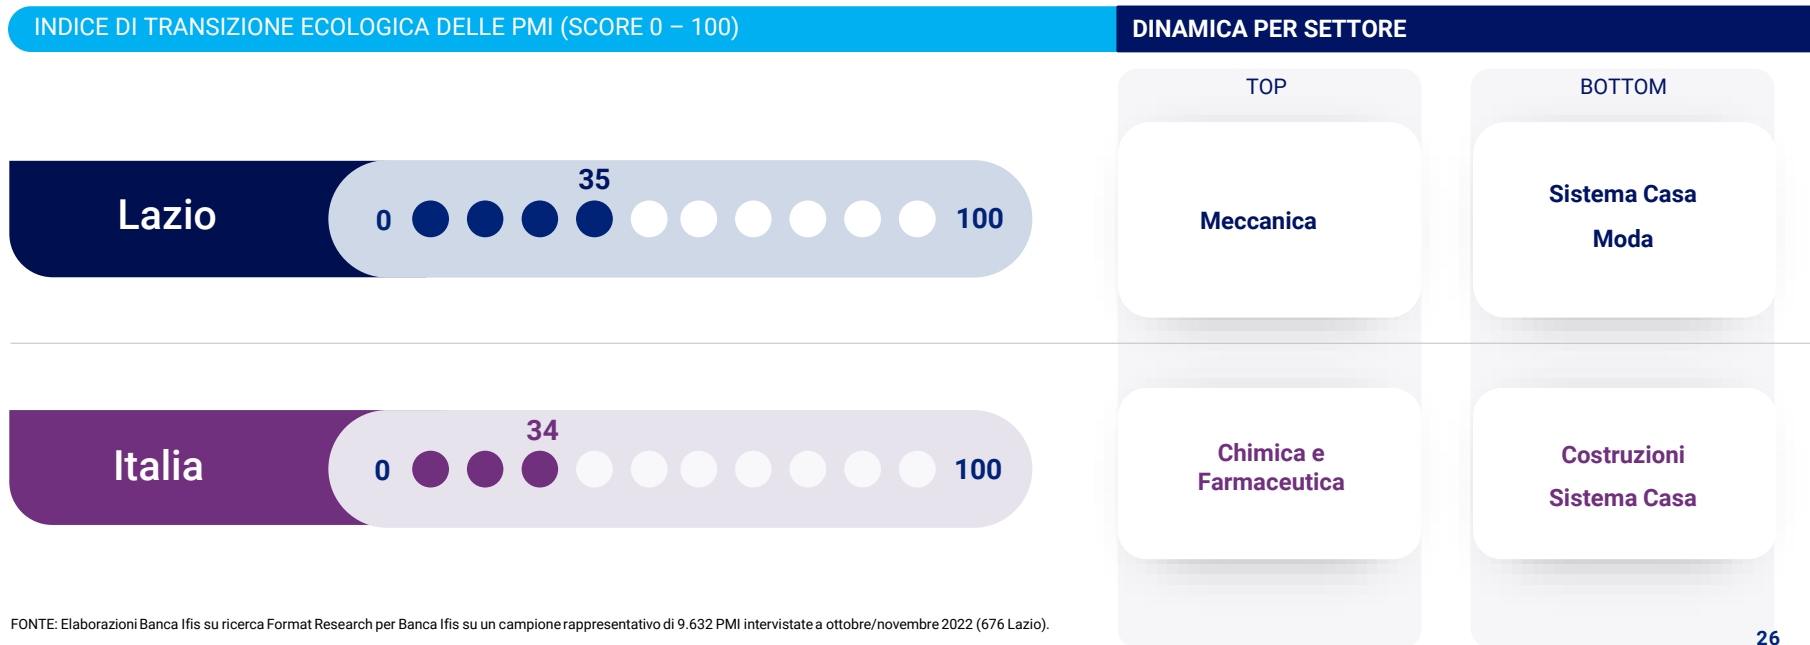 INDICE DI TRANSIZIONE ECOLOGICA DELLE PMI (SCORE 0 – 100)
DINAMICA PER SETTORE
TOP
BOTTOM
Lazio
0
35
100
Meccanica
Sistema Casa
Moda
Italia
0
34
100
Chimica e
Farmaceutica
Costruzioni
Sistema Casa
FONTE: Elaborazioni Banca Ifis su ricerca Format Research per Banca Ifis su un campione rappresentativo di 9.632 PMI intervistate a ottobre/novembre 2022 (676 Lazio).
26